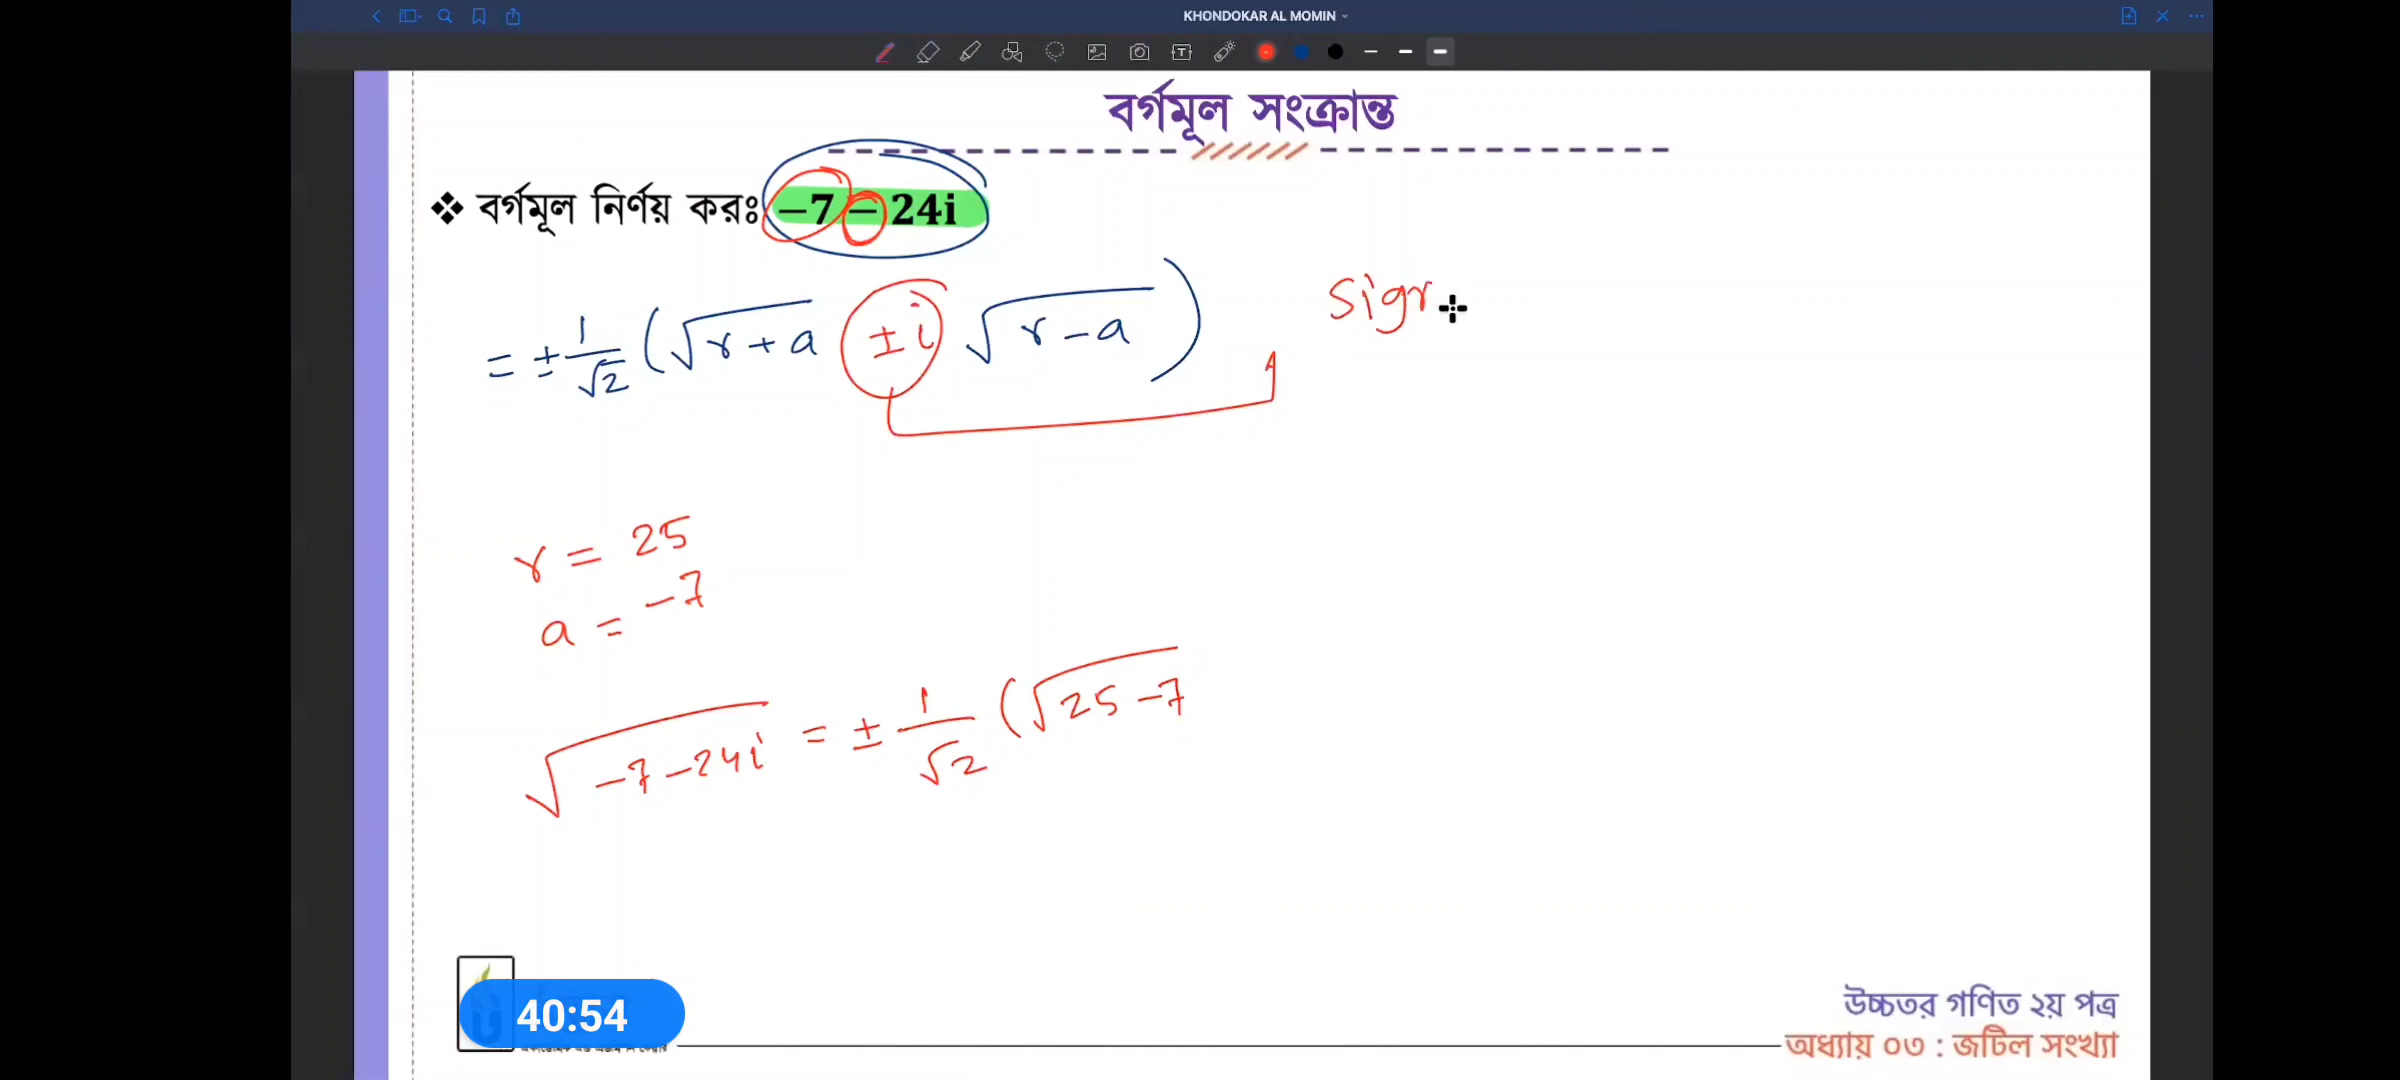 KHONDOKAR AL MOMIN
বর্গমূল সংক্রান্ত
❖ বর্গমূল নির্ণয় করঃ −7 − 24i
= ± 1/√2 (√(r + a) ± i √(r − a))
Sign
r = 25
a = −7
√(−7 − 24i) = ± 1/√2 (√(25 − 7)
40:54
উচ্চতর গণিত ২য় পত্র
অধ্যায় ০৩ : জটিল সংখ্যা